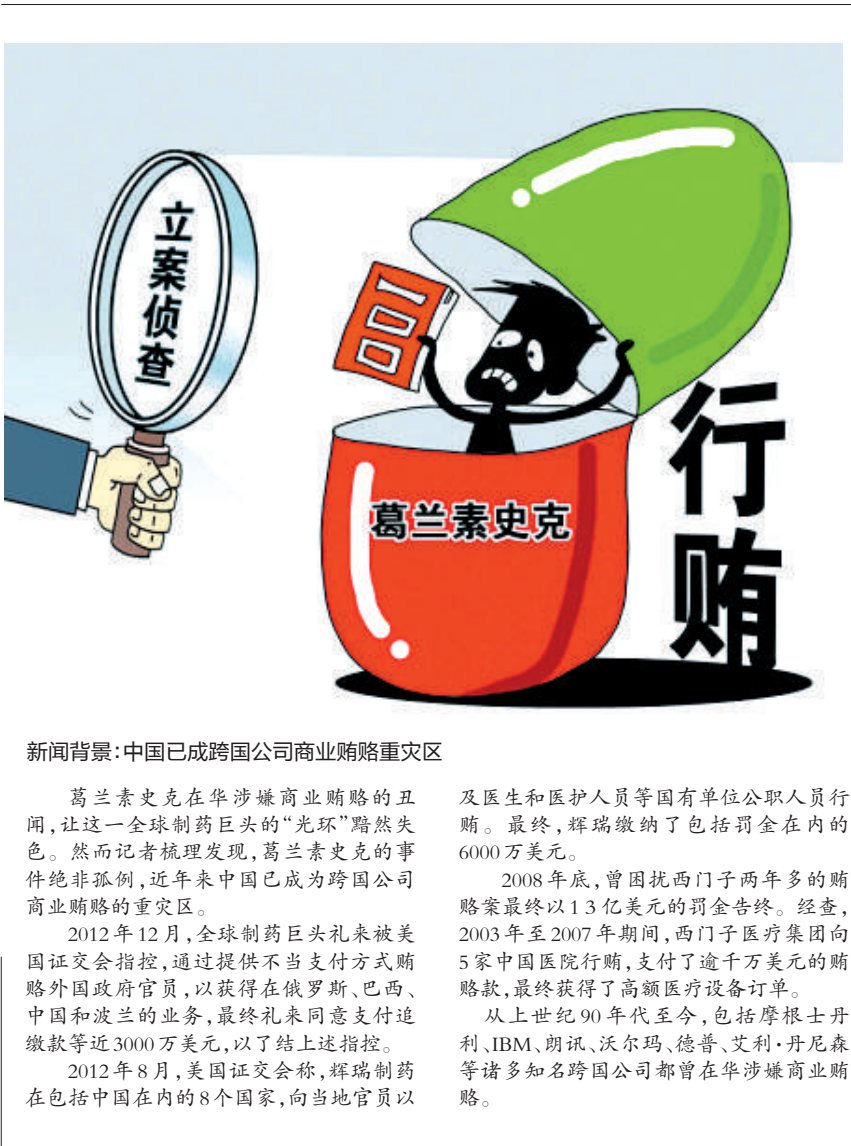 立案侦查
100
葛兰素史克
行贿
新闻背景:中国已成跨国公司商业贿赂重灾区
葛兰素史克在华涉嫌商业贿赂的丑
闻,让这一全球制药巨头的“光环”黯然失
色。然而记者梳理发现,葛兰素史克的事
件绝非孤例,近年来中国已成为跨国公司
商业贿赂的重灾区。
2012年12月,全球制药巨头礼来被美
国证交会指控,通过提供不当支付方式贿
赂外国政府官员,以获得在俄罗斯、巴西、
中国和波兰的业务,最终礼来同意支付追
缴款等近3000万美元,以了结上述指控。
2012年8月,美国证交会称,辉瑞制药
在包括中国在内的8个国家,向当地官员以
及医生和医护人员等国有单位公职人员行
贿。最终,辉瑞缴纳了包括罚金在内的
6000万美元。
2008年底,曾困扰西门子两年多的贿
赂案最终以13亿美元的罚金告终。经查,
2003年至2007年期间,西门子医疗集团向
5家中国医院行贿,支付了逾千万美元的贿
赂款,最终获得了高额医疗设备订单。
从上世纪90年代至今,包括摩根士丹
利、IBM、朗讯、沃尔玛、德普、艾利·丹尼森
等诸多知名跨国公司都曾在华涉嫌商业贿
赂。